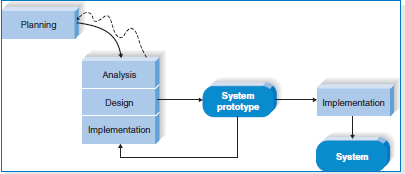 Planning
Analysis
Design
Implementation
System
prototype
Implementation
System